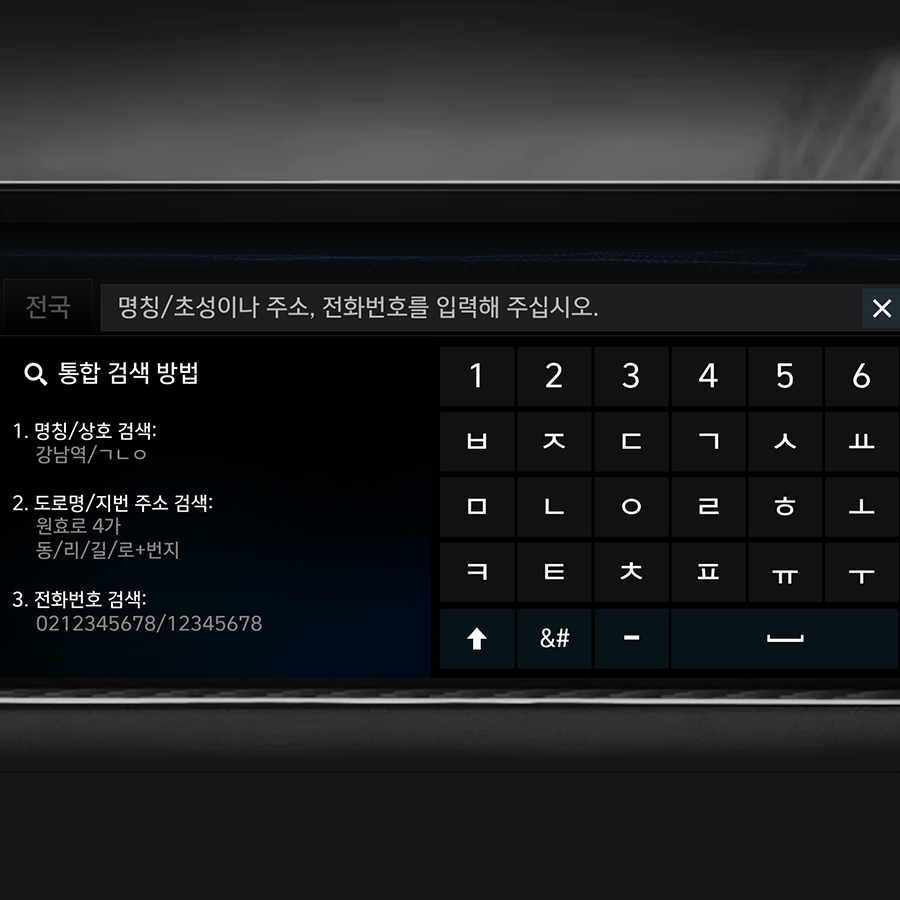 전국
명칭/초성이나 주소, 전화번호를 입력해 주십시오.
통합 검색 방법
1. 명칭/상호 검색:
강남역/ㄱㄴㅇ
2. 도로명/지번 주소 검색:
원효로 4가
동/리/길/로+번지
3. 전화번호 검색:
0212345678/12345678
1 2 3 4 5 6
ㅂ ㅈ ㄷ ㄱ ㅅ ㅛ
ㅁ ㄴ ㅇ ㄹ ㅎ ㅗ
ㅋ ㅌ ㅊ ㅍ ㅠ ㅜ
&# -